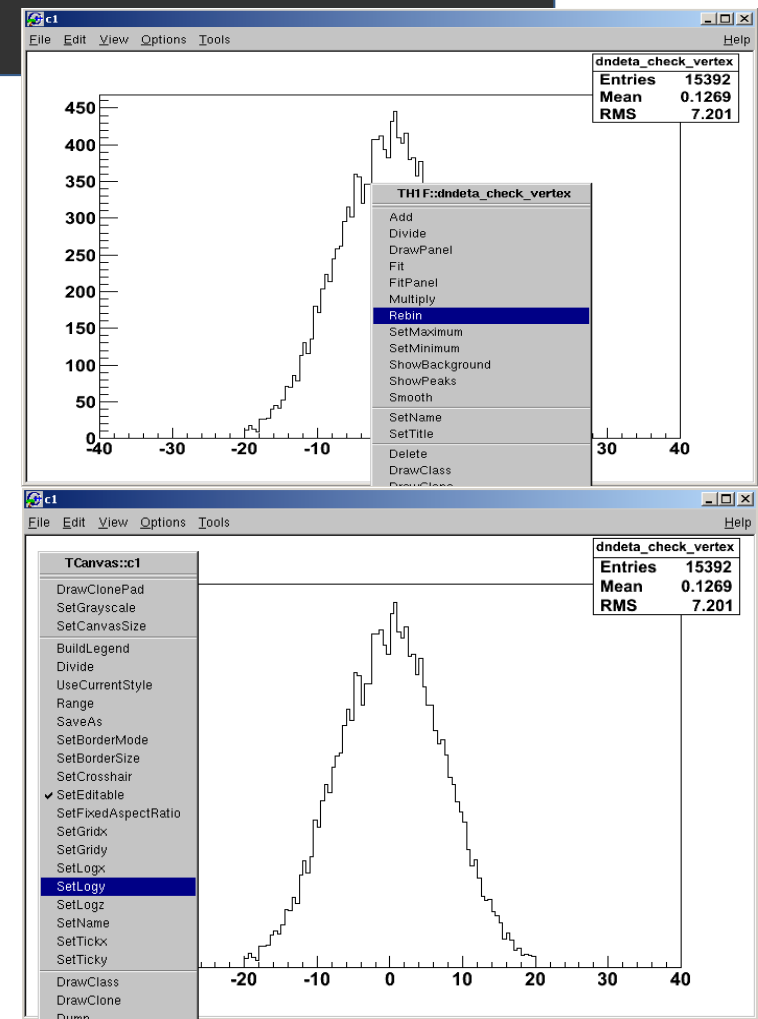 c1
File Edit View Options Tools Help
dndeta_check_vertex
Entries 15392
Mean 0.1269
RMS 7.201
450
400
350
300
250
200
150
100
50
0
TH1F::dndeta_check_vertex
Add
Divide
DrawPanel
Fit
FitPanel
Multiply
Rebin
SetMaximum
SetMinimum
ShowBackground
ShowPeaks
Smooth
SetName
SetTitle
Delete
DrawClass
DrawClone
-40 -30 -20 -10 30 40
c1
File Edit View Options Tools Help
dndeta_check_vertex
Entries 15392
Mean 0.1269
RMS 7.201
TCanvas::c1
DrawClonePad
SetGrayscale
SetCanvasSize
BuildLegend
Divide
UseCurrentStyle
Range
SaveAs
SetBorderMode
SetBorderSize
SetCrosshair
SetEditable
SetFixedAspectRatio
SetGridx
SetGridy
SetLogx
SetLogy
SetLogz
SetName
SetTickx
SetTicky
DrawClass
DrawClone
Dump
-20 -10 0 10 20 30 40